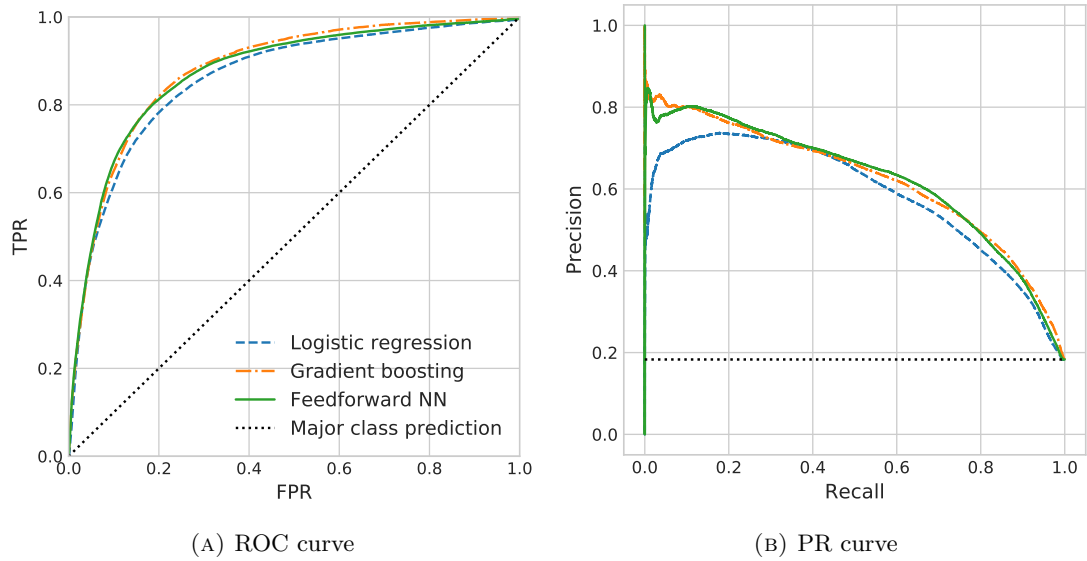 1.0
0.8
0.6
0.4
0.2
0.0
TPR
0.0 0.2 0.4 0.6 0.8 1.0
FPR
Logistic regression
Gradient boosting
Feedforward NN
Major class prediction
(A) ROC curve
1.0
0.8
0.6
0.4
0.2
0.0
Precision
0.0 0.2 0.4 0.6 0.8 1.0
Recall
(B) PR curve